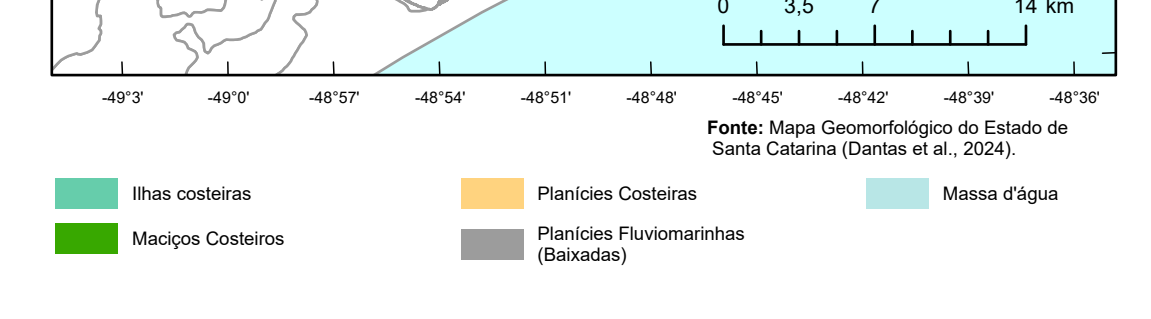 0 3,5 7 14 km
-49°3' -49°0' -48°57' -48°54' -48°51' -48°48' -48°45' -48°42' -48°39' -48°36'
Fonte: Mapa Geomorfológico do Estado de
Santa Catarina (Dantas et al., 2024).
Ilhas costeiras
Maciços Costeiros
Planícies Costeiras
Planícies Fluviomarinhas
(Baixadas)
Massa d'água